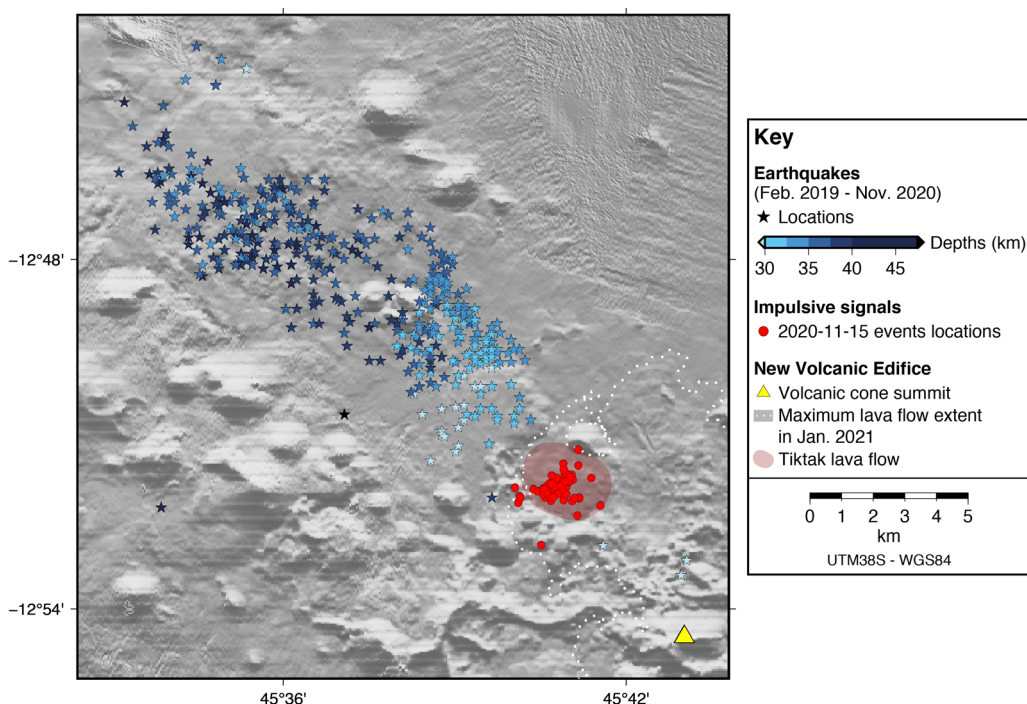 −12°48'
−12°54'
45°36'
45°42'
Key
Earthquakes
(Feb. 2019 - Nov. 2020)
Locations
Depths (km)
30 35 40 45
Impulsive signals
2020-11-15 events locations
New Volcanic Edifice
Volcanic cone summit
Maximum lava flow extent
in Jan. 2021
Tiktak lava flow
0 1 2 3 4 5
km
UTM38S - WGS84